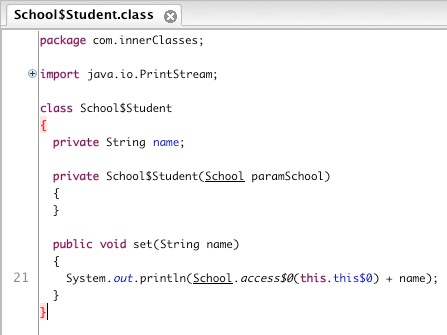 School$Student.class
package com.innerClasses;
import java.io.PrintStream;
class School$Student
{
private String name;
private School$Student(School paramSchool)
{
}
public void set(String name)
{
21 System.out.println(School.access$0(this.this$0) + name);
}
}